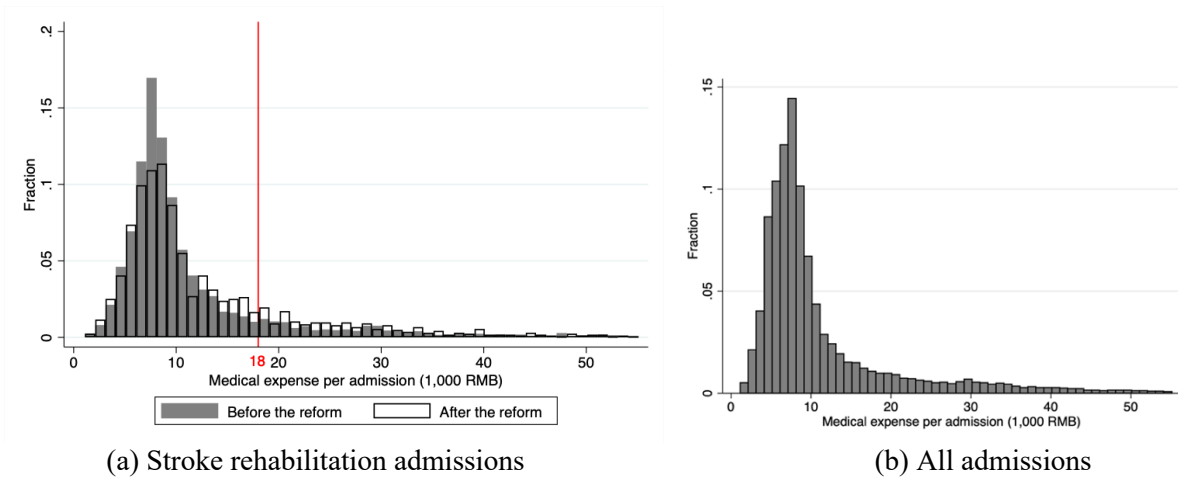 .2
.15
.1
.05
0
Fraction
0 10 18 20 30 40 50
Medical expense per admission (1,000 RMB)
Before the reform After the reform
(a) Stroke rehabilitation admissions
.15
.1
.05
0
Fraction
0 10 20 30 40 50
Medical expense per admission (1,000 RMB)
(b) All admissions